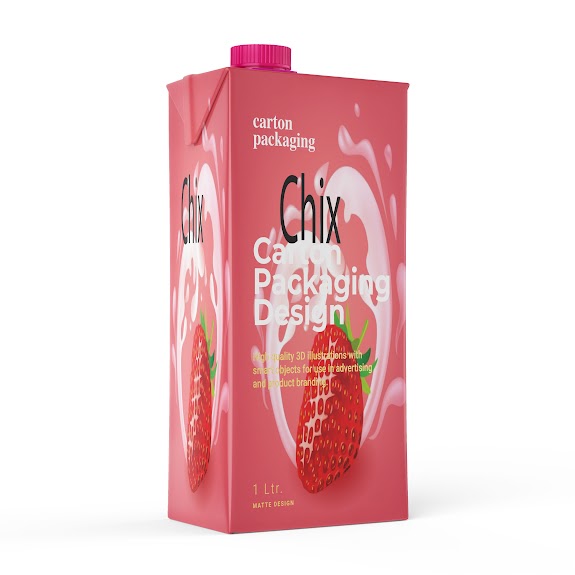 carton
packaging
Chix
Chix
Carton
Packaging
Design
High quality 3D illustrations with
smart objects for use in advertising
and product branding.
1 Ltr.
MATTE DESIGN